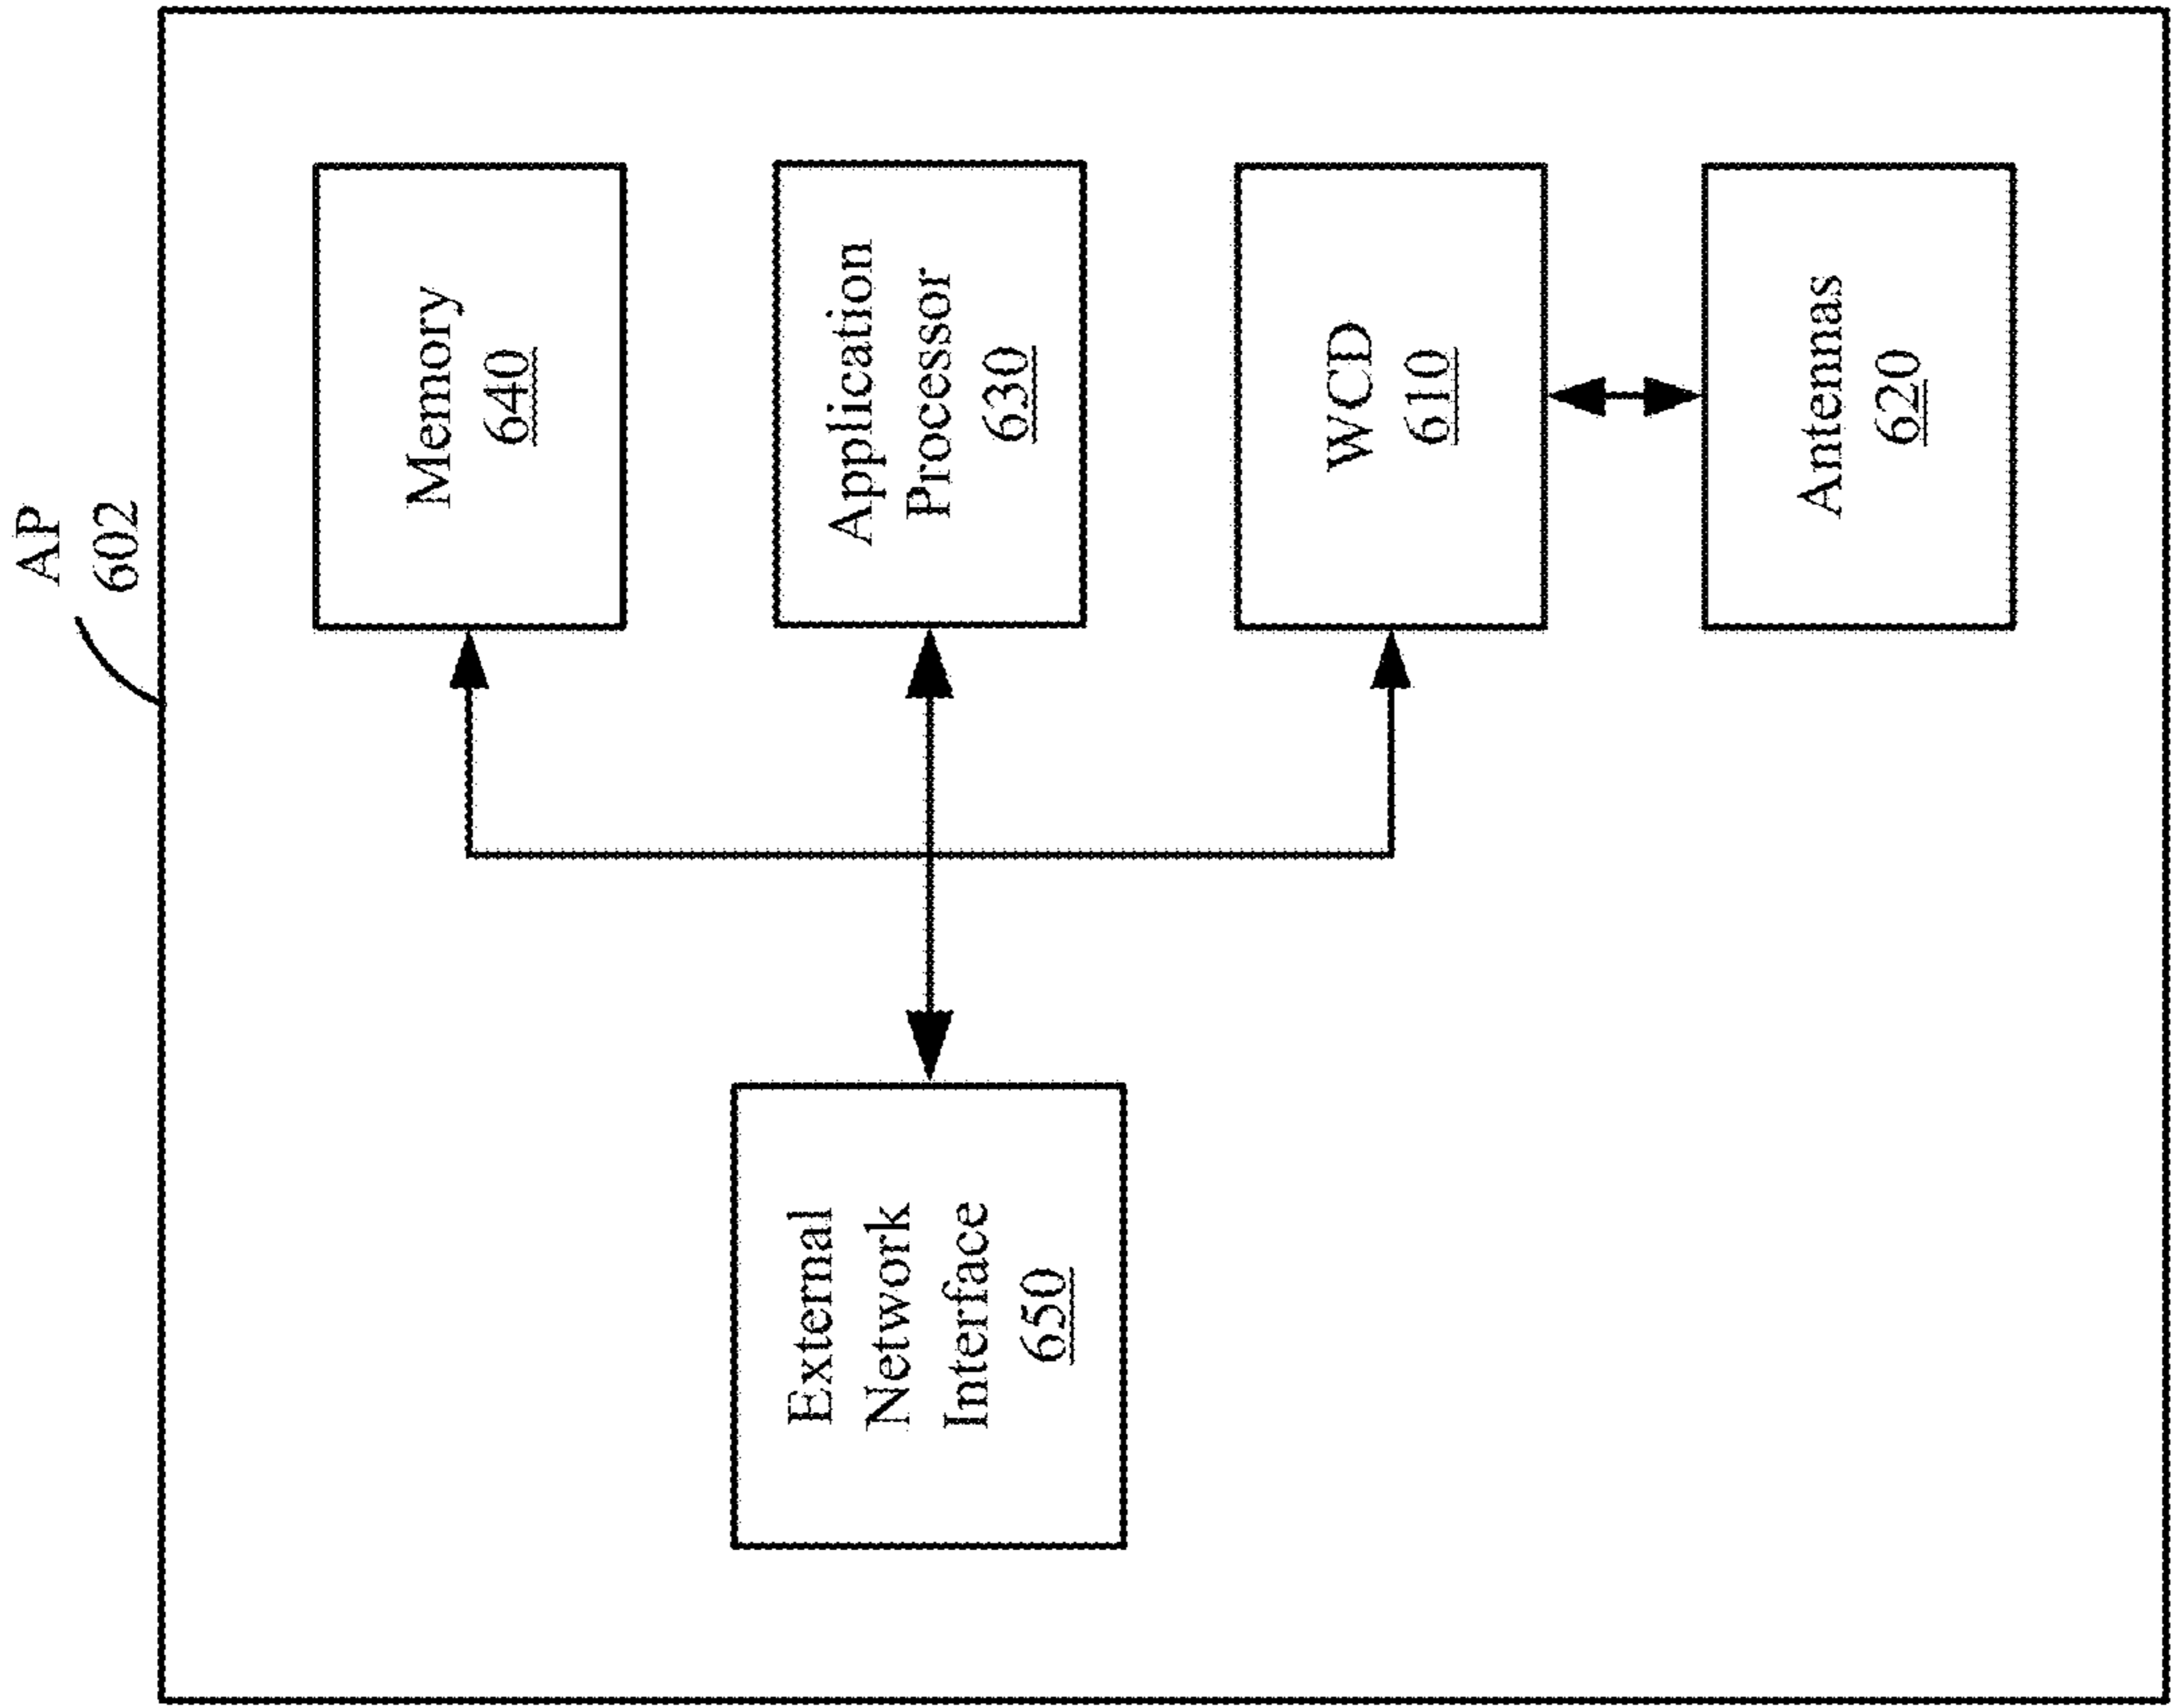 AP
602
Memory
640
Application
Processor
630
WCD
610
Antennas
620
External
Network
Interface
650